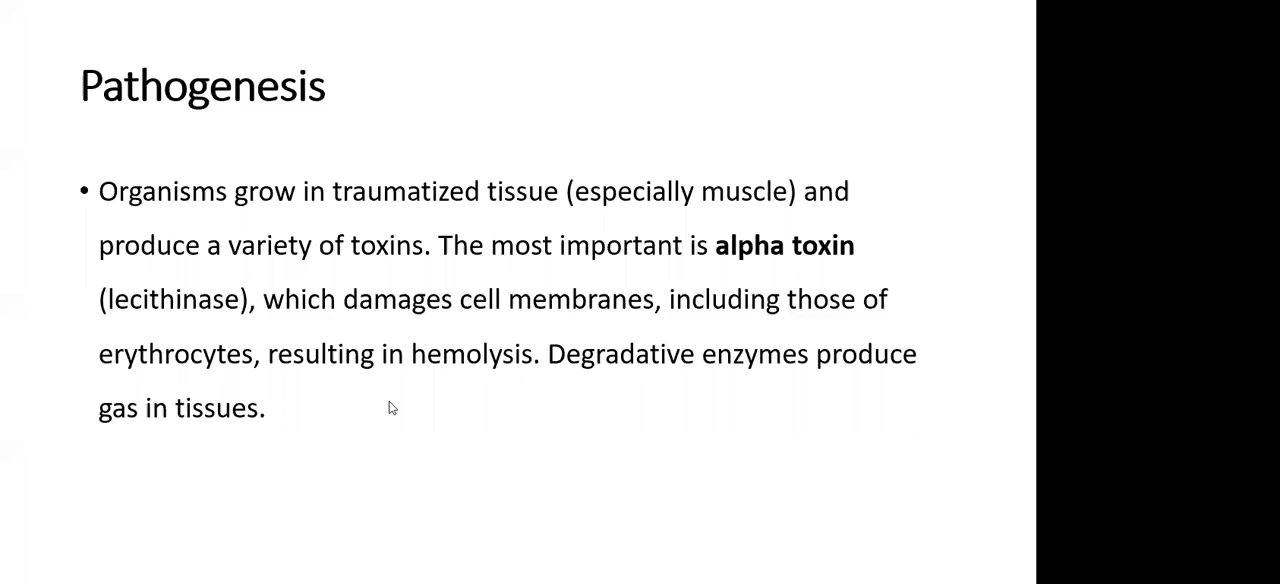 Pathogenesis
• Organisms grow in traumatized tissue (especially muscle) and
produce a variety of toxins. The most important is alpha toxin
(lecithinase), which damages cell membranes, including those of
erythrocytes, resulting in hemolysis. Degradative enzymes produce
gas in tissues.